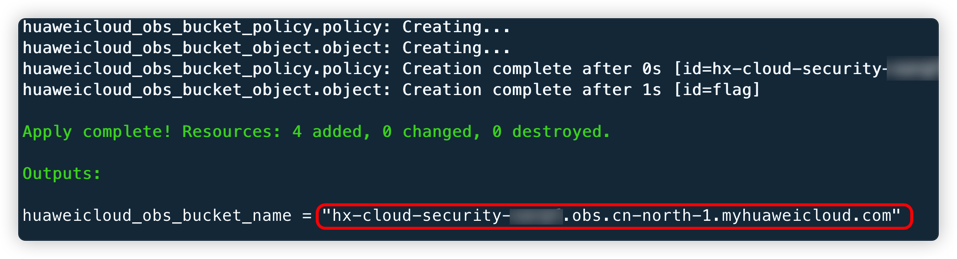 huaweicloud_obs_bucket_policy.policy: Creating...
huaweicloud_obs_bucket_object.object: Creating...
huaweicloud_obs_bucket_policy.policy: Creation complete after 0s [id=hx-cloud-security-
huaweicloud_obs_bucket_object.object: Creation complete after 1s [id=flag]
Apply complete! Resources: 4 added, 0 changed, 0 destroyed.
Outputs:
huaweicloud_obs_bucket_name = "hx-cloud-security- .obs.cn-north-1.myhuaweicloud.com"